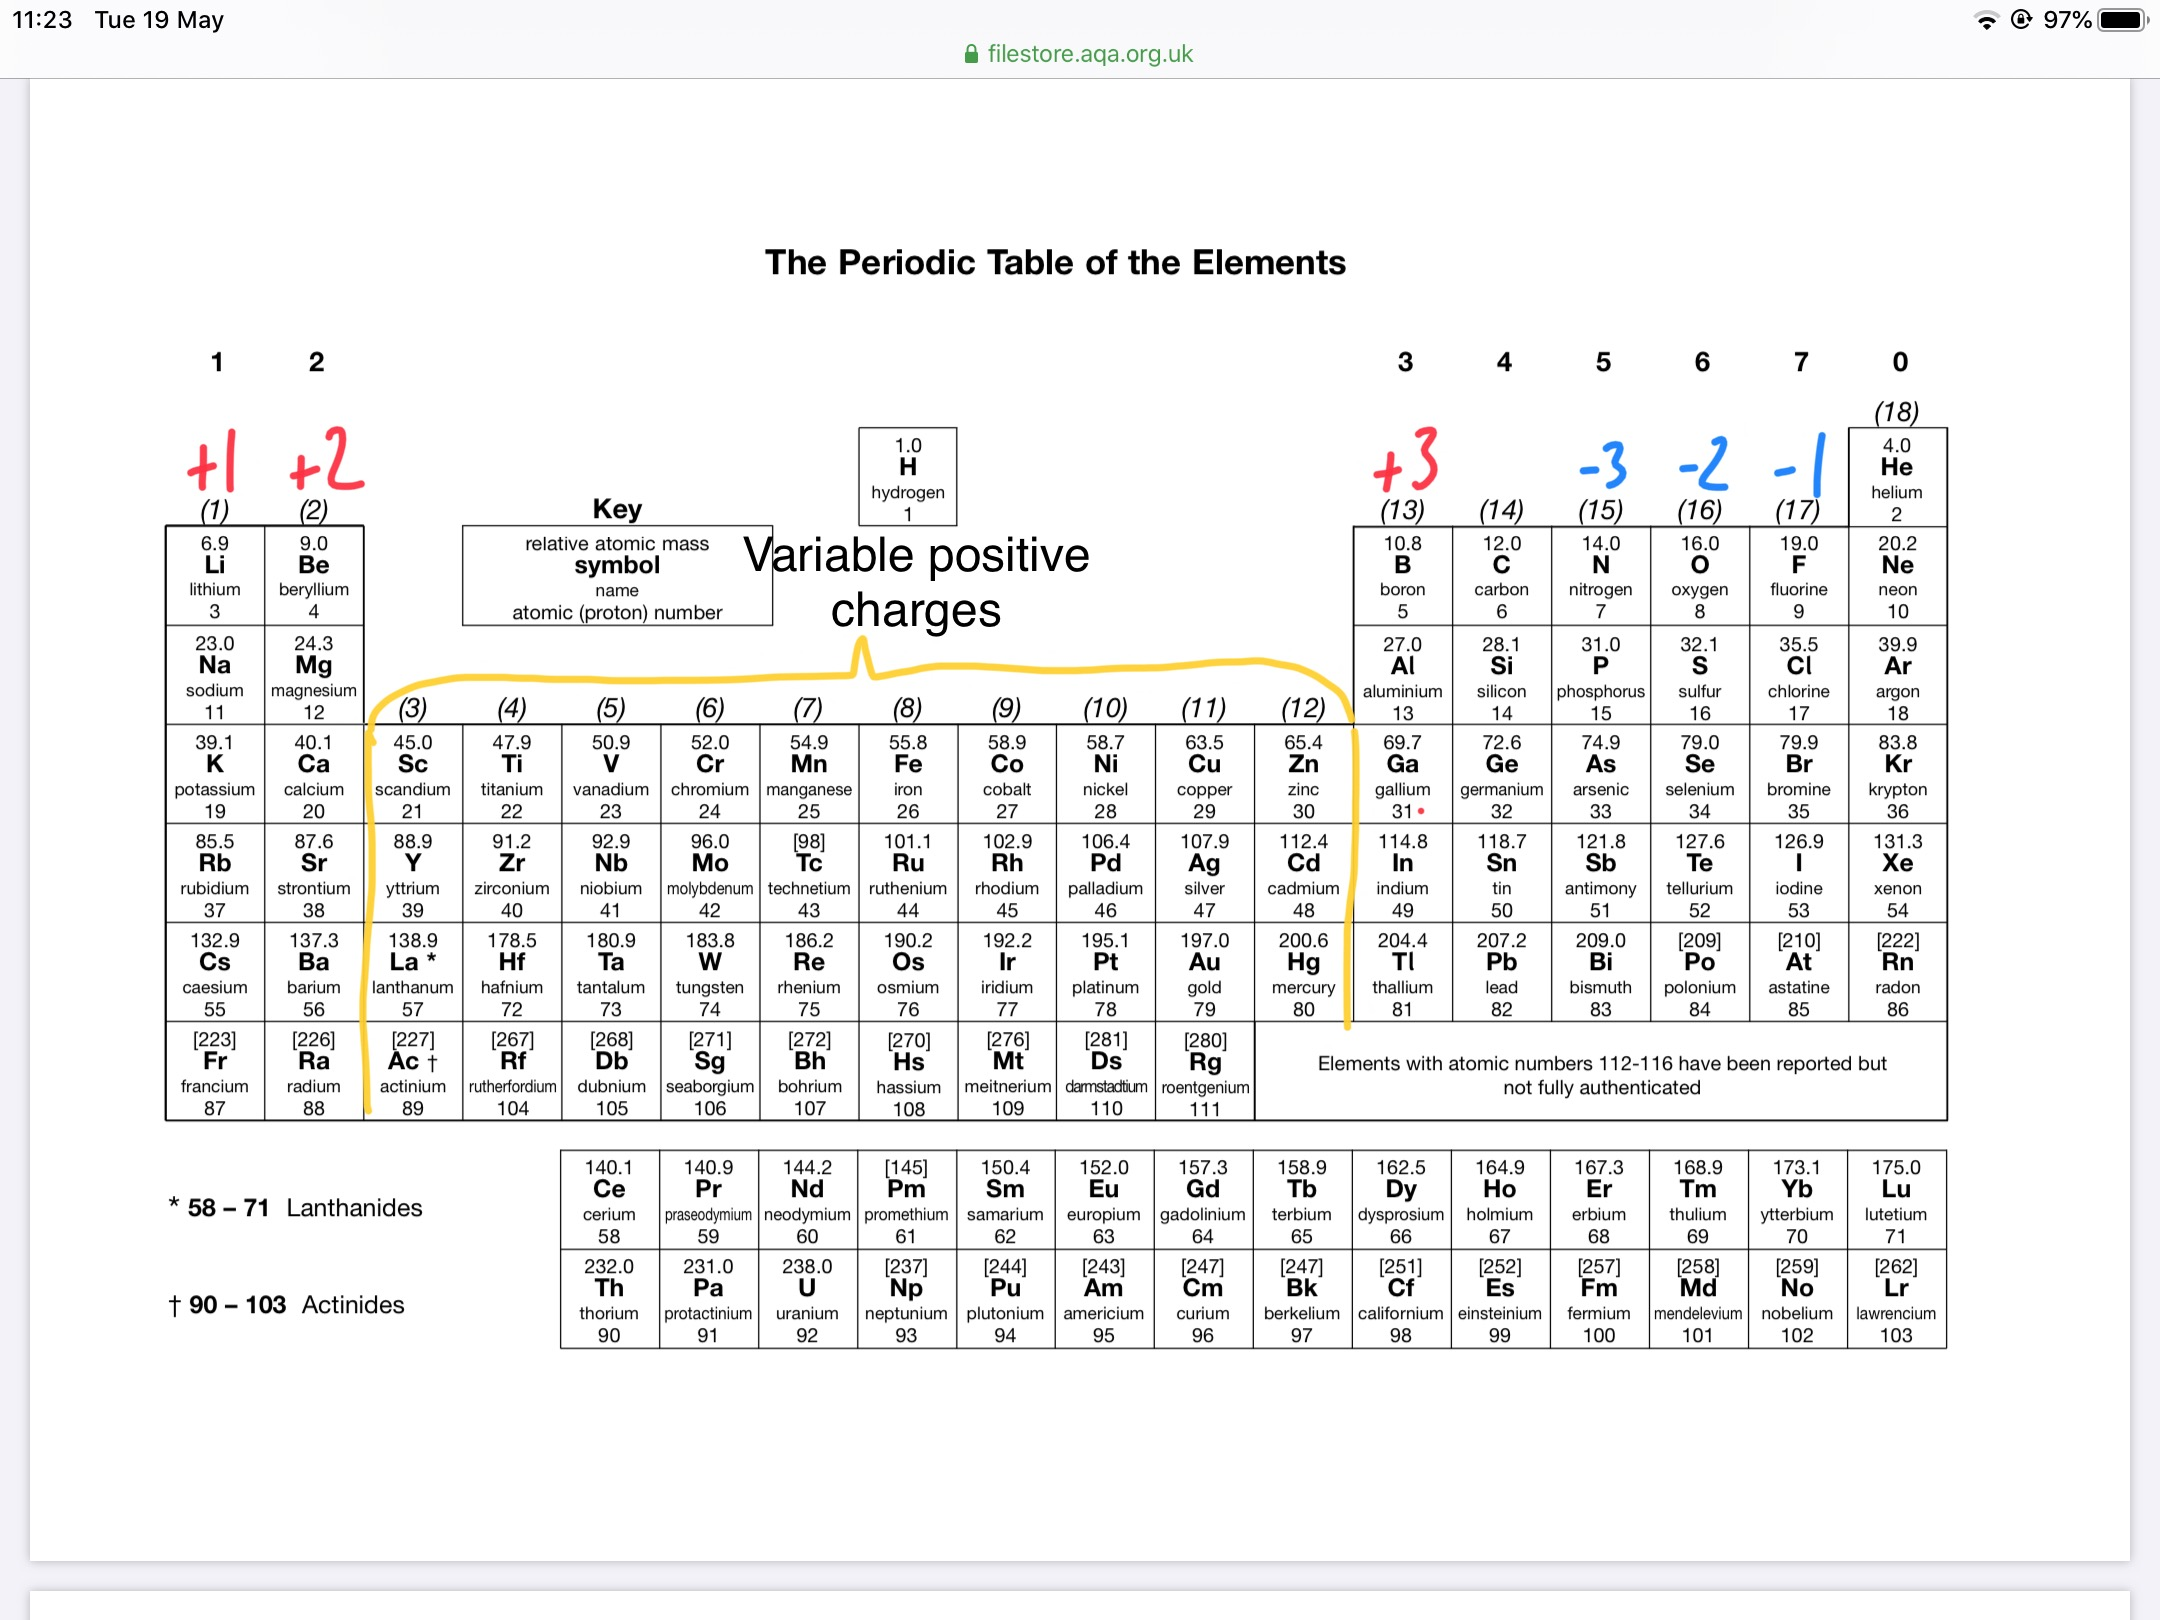 11:23 Tue 19 May 97%
filestore.aqa.org.uk
The Periodic Table of the Elements
1 2 3 4 5 6 7 0
(18)
+1 +2 +3 -3 -2 -1
(1) (2) (13) (14) (15) (16) (17)
1.0
H
hydrogen
1
4.0
He
helium
2
Key
relative atomic mass
symbol
name
atomic (proton) number
Variable positive
charges
6.9 9.0 10.8 12.0 14.0 16.0 19.0 20.2
Li Be B C N O F Ne
lithium beryllium boron carbon nitrogen oxygen fluorine neon
3 4 5 6 7 8 9 10
23.0 24.3 27.0 28.1 31.0 32.1 35.5 39.9
Na Mg Al Si P S Cl Ar
sodium magnesium aluminium silicon phosphorus sulfur chlorine argon
11 12 13 14 15 16 17 18
(3) (4) (5) (6) (7) (8) (9) (10) (11) (12)
39.1 40.1 45.0 47.9 50.9 52.0 54.9 55.8 58.9 58.7 63.5 65.4 69.7 72.6 74.9 79.0 79.9 83.8
K Ca Sc Ti V Cr Mn Fe Co Ni Cu Zn Ga Ge As Se Br Kr
potassium calcium scandium titanium vanadium chromium manganese iron cobalt nickel copper zinc gallium germanium arsenic selenium bromine krypton
19 20 21 22 23 24 25 26 27 28 29 30 31 32 33 34 35 36
85.5 87.6 88.9 91.2 92.9 96.0 [98] 101.1 102.9 106.4 107.9 112.4 114.8 118.7 121.8 127.6 126.9 131.3
Rb Sr Y Zr Nb Mo Tc Ru Rh Pd Ag Cd In Sn Sb Te I Xe
rubidium strontium yttrium zirconium niobium molybdenum technetium ruthenium rhodium palladium silver cadmium indium tin antimony tellurium iodine xenon
37 38 39 40 41 42 43 44 45 46 47 48 49 50 51 52 53 54
132.9 137.3 138.9 178.5 180.9 183.8 186.2 190.2 192.2 195.1 197.0 200.6 204.4 207.2 209.0 [209] [210] [222]
Cs Ba La * Hf Ta W Re Os Ir Pt Au Hg Tl Pb Bi Po At Rn
caesium barium lanthanum hafnium tantalum tungsten rhenium osmium iridium platinum gold mercury thallium lead bismuth polonium astatine radon
55 56 57 72 73 74 75 76 77 78 79 80 81 82 83 84 85 86
[223] [226] [227] [267] [268] [271] [272] [270] [276] [281] [280]
Fr Ra Ac † Rf Db Sg Bh Hs Mt Ds Rg
francium radium actinium rutherfordium dubnium seaborgium bohrium hassium meitnerium darmstadtium roentgenium
87 88 89 104 105 106 107 108 109 110 111
Elements with atomic numbers 112-116 have been reported but
not fully authenticated
* 58 – 71 Lanthanides
140.1 140.9 144.2 [145] 150.4 152.0 157.3 158.9 162.5 164.9 167.3 168.9 173.1 175.0
Ce Pr Nd Pm Sm Eu Gd Tb Dy Ho Er Tm Yb Lu
cerium praseodymium neodymium promethium samarium europium gadolinium terbium dysprosium holmium erbium thulium ytterbium lutetium
58 59 60 61 62 63 64 65 66 67 68 69 70 71
† 90 – 103 Actinides
232.0 231.0 238.0 [237] [244] [243] [247] [247] [251] [252] [257] [258] [259] [262]
Th Pa U Np Pu Am Cm Bk Cf Es Fm Md No Lr
thorium protactinium uranium neptunium plutonium americium curium berkelium californium einsteinium fermium mendelevium nobelium lawrencium
90 91 92 93 94 95 96 97 98 99 100 101 102 103